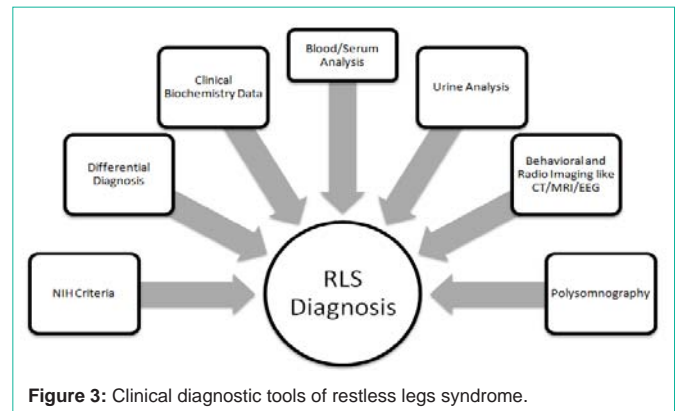 Blood/Serum
Analysis
Clinical
Biochemistry Data
Urine Analysis
Differential
Diagnosis
Behavioral and
Radio Imaging like
CT/MRI/EEG
NIH Criteria
RLS
Diagnosis
Polysomnography
Figure 3: Clinical diagnostic tools of restless legs syndrome.